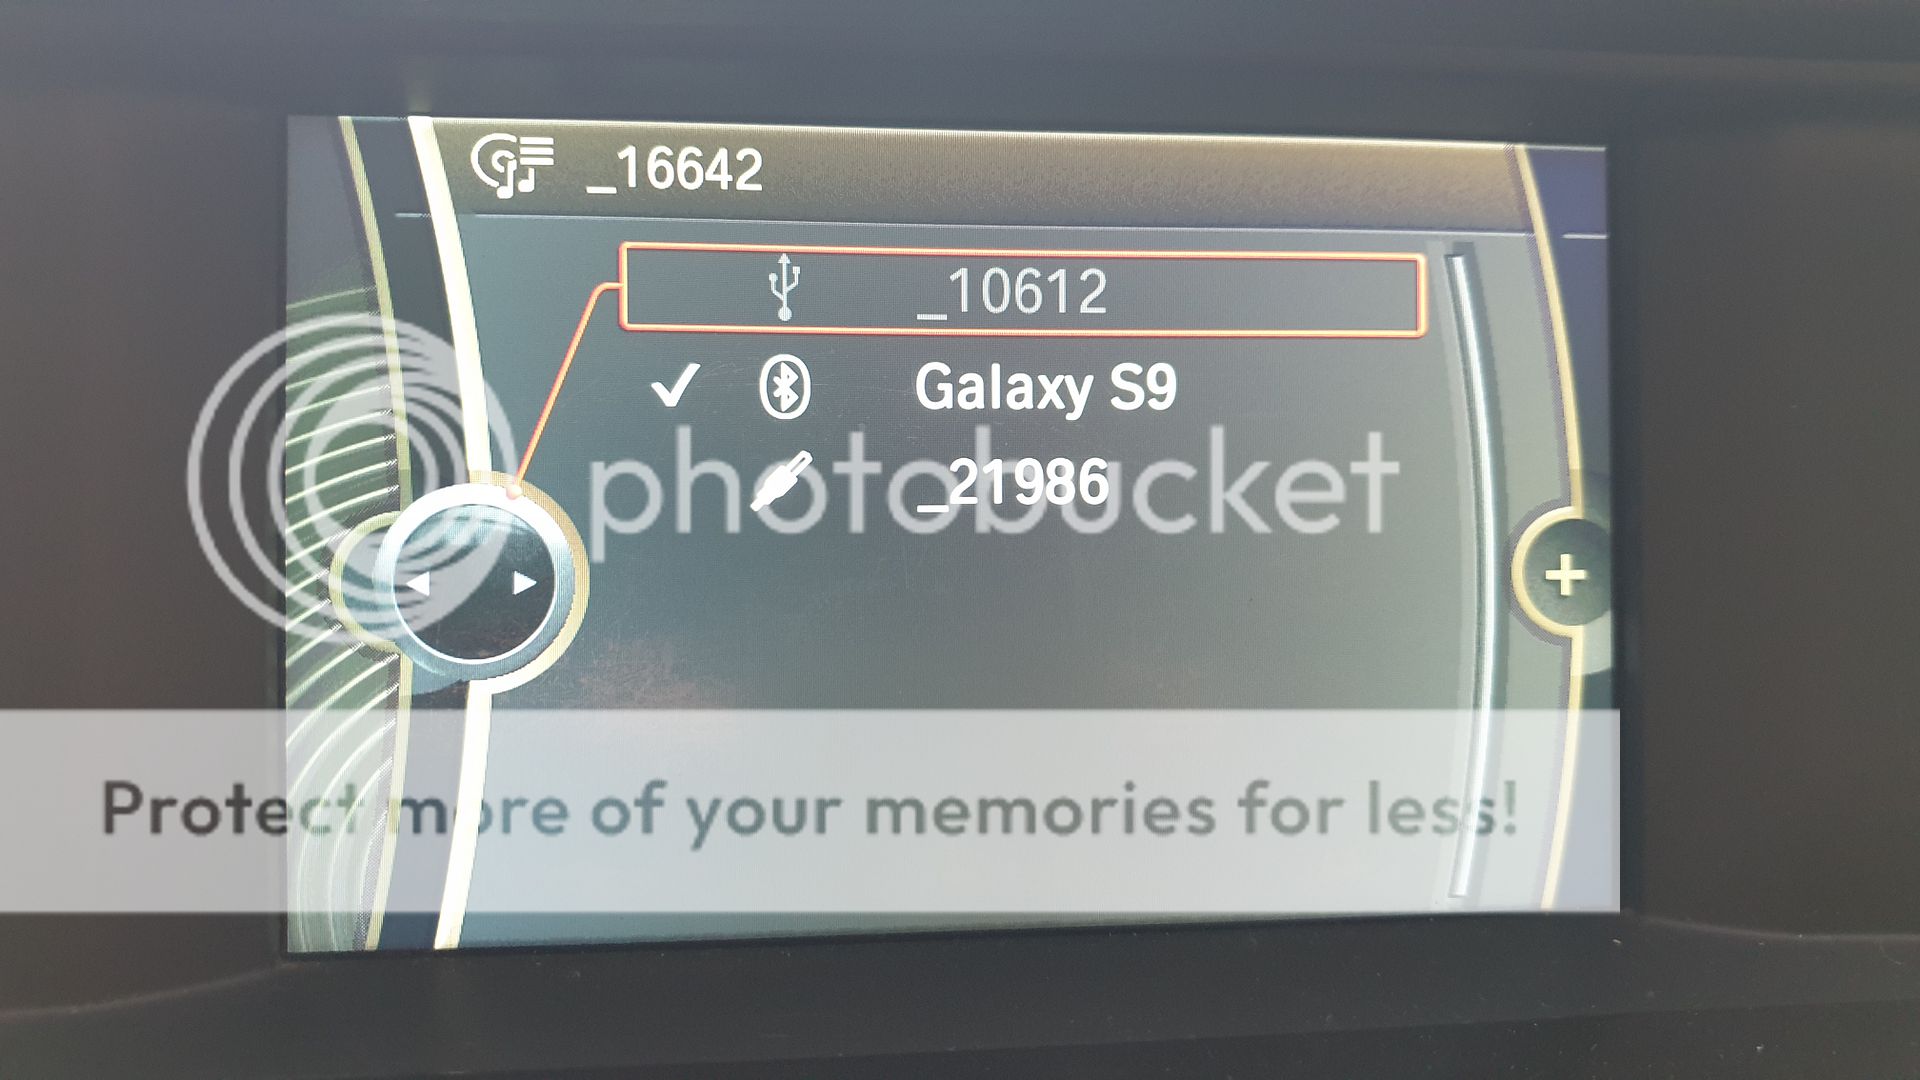 _16642
_10612
Galaxy S9
_21986
photobucket
Protect more of your memories for less!